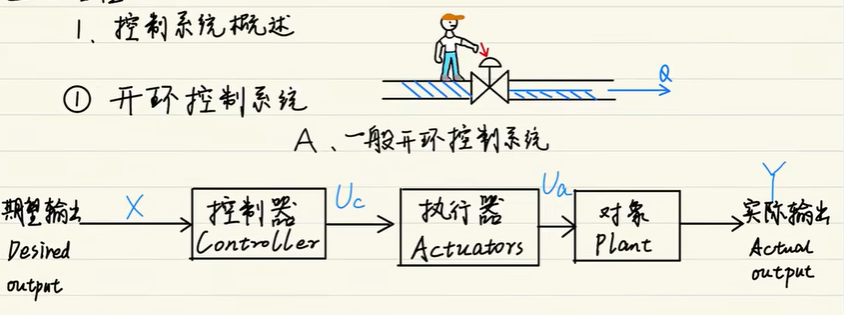 1、控制系统概述
Q
① 开环控制系统
A、一般开环控制系统
期望输出
Desired
output
X
控制器
Controller
Uc
执行器
Actuators
Ua
对象
Plant
Y
实际输出
Actual
output